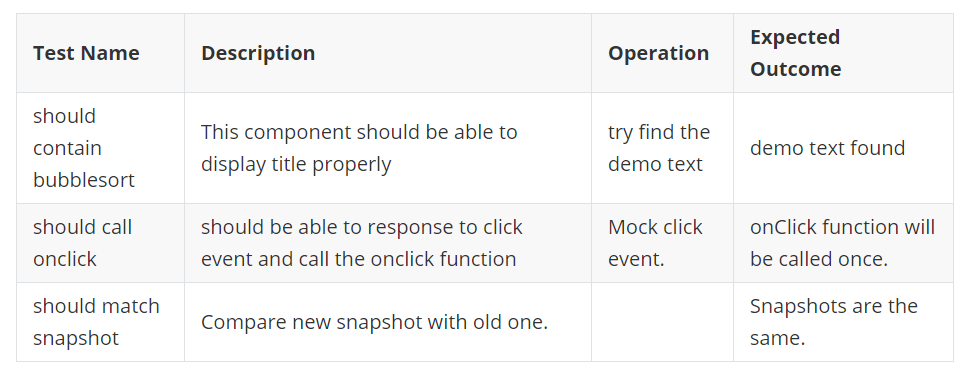 Test Name
Description
Operation
Expected
Outcome
should
contain
bubblesort
This component should be able to
display title properly
try find the
demo text
demo text found
should call
onclick
should be able to response to click
event and call the onclick function
Mock click
event.
onClick function will
be called once.
should match
snapshot
Compare new snapshot with old one.
Snapshots are the
same.